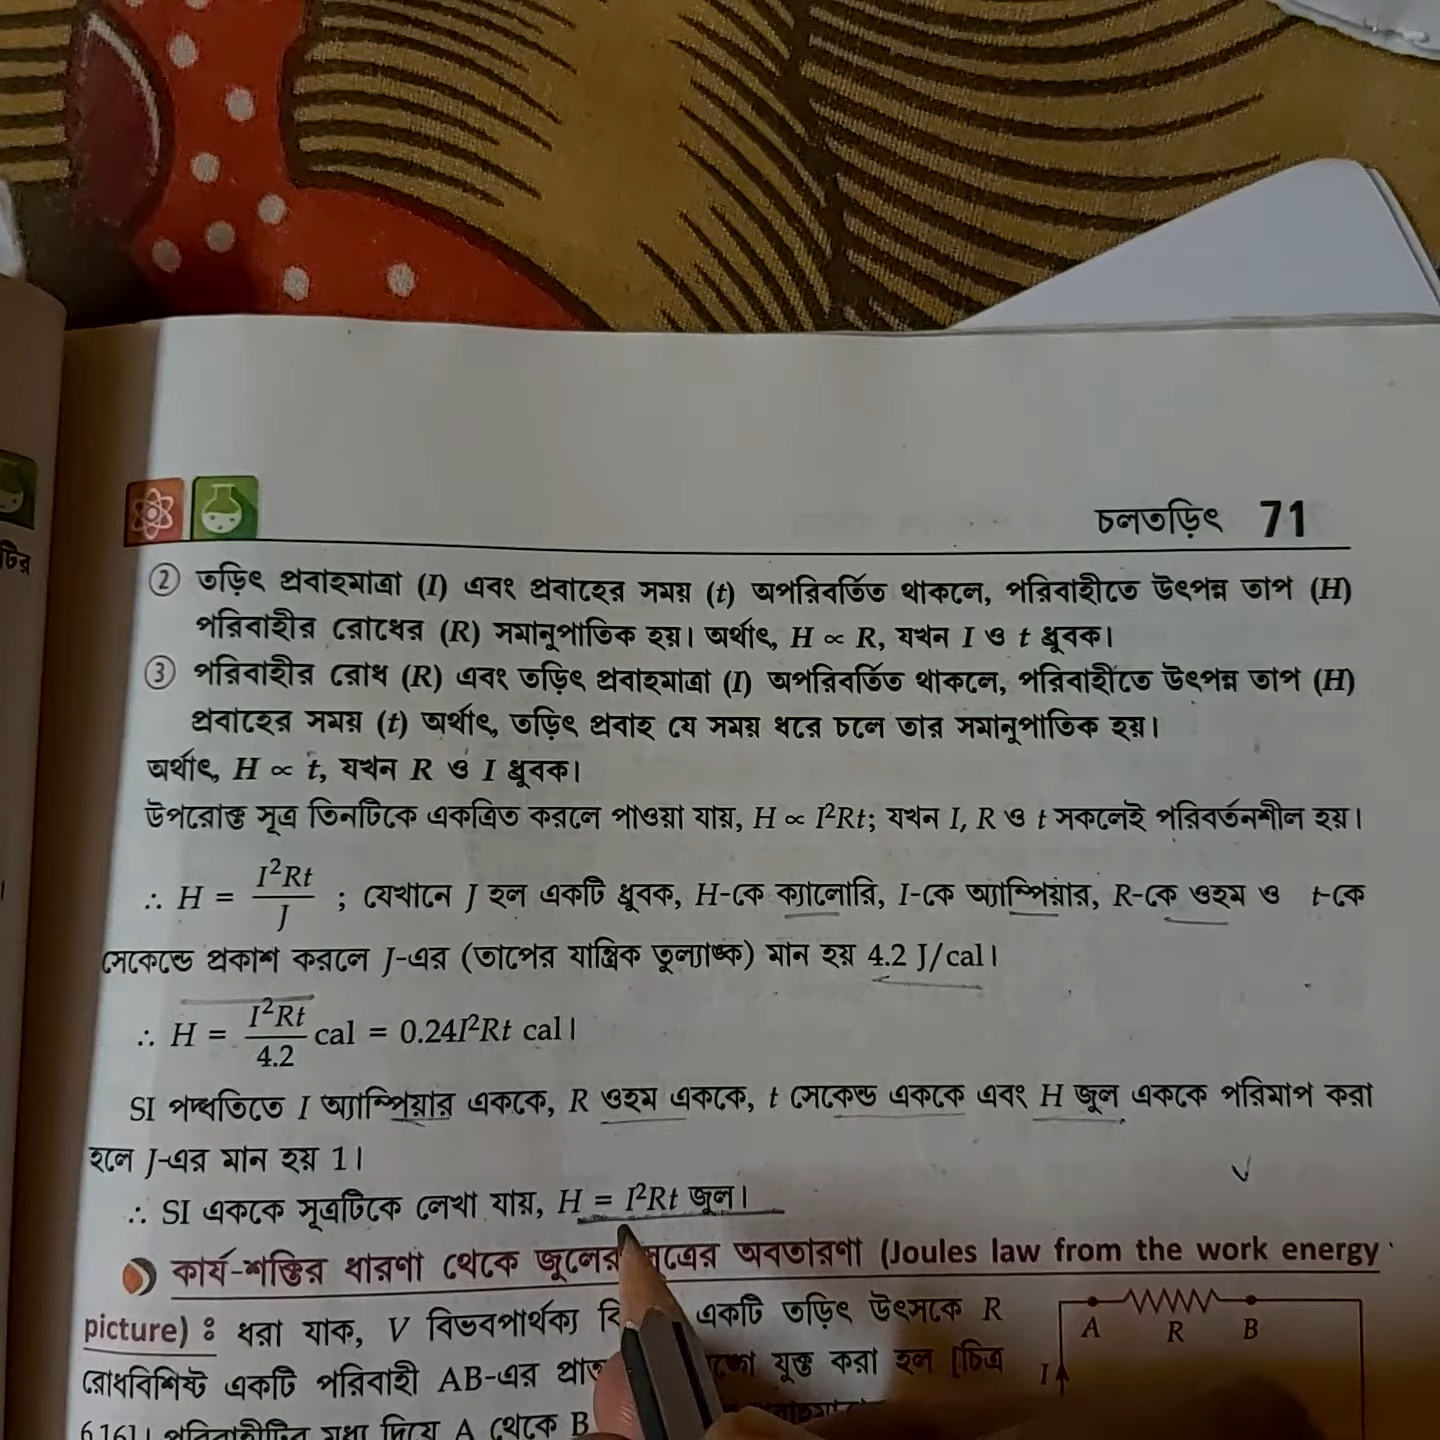 চলতড়িৎ 71
② তড়িৎ প্রবাহমাত্রা (I) এবং প্রবাহের সময় (t) অপরিবর্তিত থাকলে, পরিবাহীতে উৎপন্ন তাপ (H)
পরিবাহীর রোধের (R) সমানুপাতিক হয়। অর্থাৎ, H ∝ R, যখন I ও t ধ্রুবক।
③ পরিবাহীর রোধ (R) এবং তড়িৎ প্রবাহমাত্রা (I) অপরিবর্তিত থাকলে, পরিবাহীতে উৎপন্ন তাপ (H)
প্রবাহের সময় (t) অর্থাৎ, তড়িৎ প্রবাহ যে সময় ধরে চলে তার সমানুপাতিক হয়।
অর্থাৎ, H ∝ t, যখন R ও I ধ্রুবক।
উপরোক্ত সূত্র তিনটিকে একত্রিত করলে পাওয়া যায়, H ∝ I²Rt; যখন I, R ও t সকলেই পরিবর্তনশীল হয়।
∴ H = I²Rt/J ; যেখানে J হল একটি ধ্রুবক, H-কে ক্যালোরি, I-কে অ্যাম্পিয়ার, R-কে ওহম ও t-কে
সেকেন্ডে প্রকাশ করলে J-এর (তাপের যান্ত্রিক তুল্যাঙ্ক) মান হয় 4.2 J/cal।
∴ H = I²Rt/4.2 cal = 0.24I²Rt cal।
SI পদ্ধতিতে I অ্যাম্পিয়ার এককে, R ওহম এককে, t সেকেন্ড এককে এবং H জুল এককে পরিমাপ করা
হলে J-এর মান হয় 1।
∴ SI এককে সূত্রটিকে লেখা যায়, H = I²Rt জুল।
কার্য-শক্তির ধারণা থেকে জুলের সূত্রের অবতারণা (Joules law from the work energy
picture) : ধরা যাক, V বিভবপার্থক্য একটি তড়িৎ উৎসকে R
রোধবিশিষ্ট একটি পরিবাহী AB-এর যুক্ত করা হল [চিত্র
6.16]। পরিবাহীটির মধ্য দিয়ে A থেকে B
A R B
I
টির